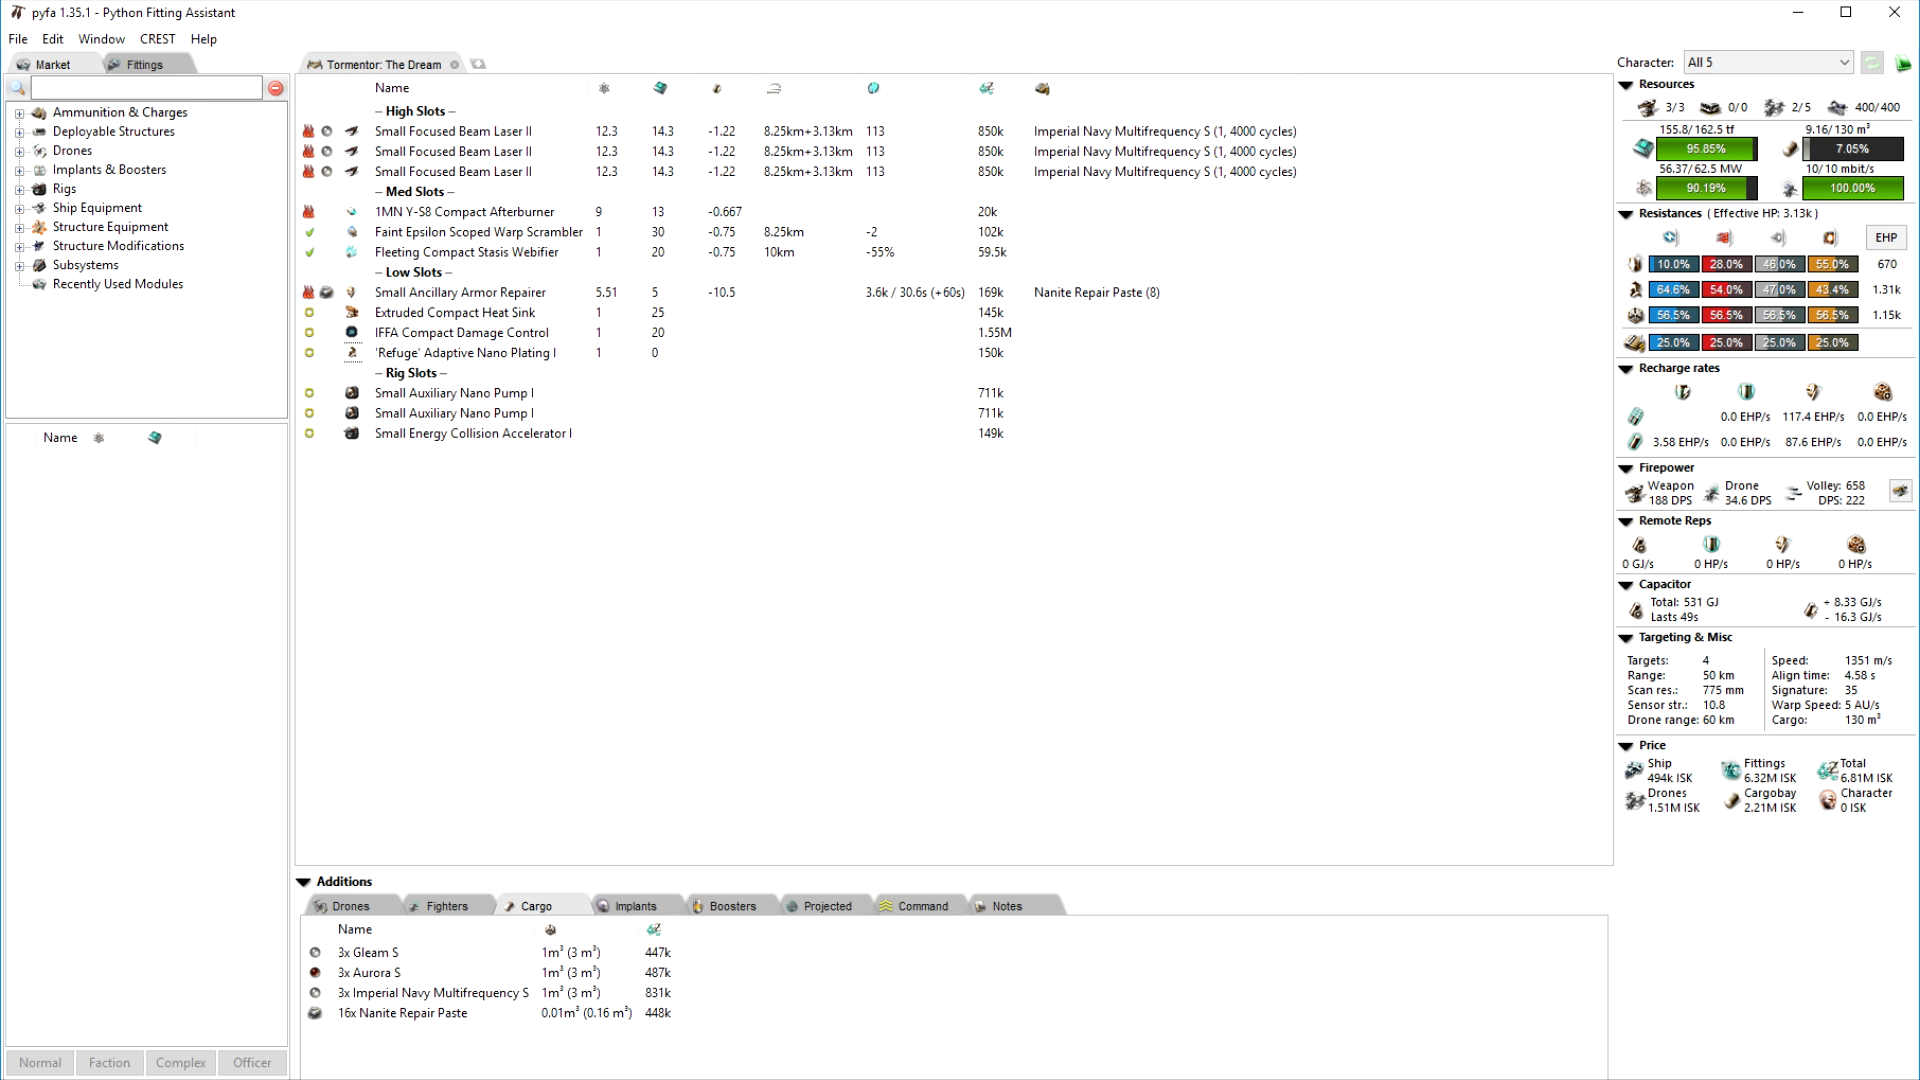 pyfa 1.35.1 - Python Fitting Assistant
File Edit Window CREST Help
Market Fittings
Ammunition & Charges
Deployable Structures
Drones
Implants & Boosters
Rigs
Ship Equipment
Structure Equipment
Structure Modifications
Subsystems
Recently Used Modules
Name
Normal Faction Complex Officer
Tormentor: The Dream
Name
– High Slots –
Small Focused Beam Laser II 12.3 14.3 -1.22 8.25km+3.13km 113 850k Imperial Navy Multifrequency S (1, 4000 cycles)
Small Focused Beam Laser II 12.3 14.3 -1.22 8.25km+3.13km 113 850k Imperial Navy Multifrequency S (1, 4000 cycles)
Small Focused Beam Laser II 12.3 14.3 -1.22 8.25km+3.13km 113 850k Imperial Navy Multifrequency S (1, 4000 cycles)
– Med Slots –
1MN Y-S8 Compact Afterburner 9 13 -0.667 20k
Faint Epsilon Scoped Warp Scrambler 1 30 -0.75 8.25km -2 102k
Fleeting Compact Stasis Webifier 1 20 -0.75 10km -55% 59.5k
– Low Slots –
Small Ancillary Armor Repairer 5.51 5 -10.5 3.6k / 30.6s (+60s) 169k Nanite Repair Paste (8)
Extruded Compact Heat Sink 1 25 145k
IFFA Compact Damage Control 1 20 1.55M
'Refuge' Adaptive Nano Plating I 1 0 150k
– Rig Slots –
Small Auxiliary Nano Pump I 711k
Small Auxiliary Nano Pump I 711k
Small Energy Collision Accelerator I 149k
Additions
Drones Fighters Cargo Implants Boosters Projected Command Notes
Name
3x Gleam S 1m³ (3 m³) 447k
3x Aurora S 1m³ (3 m³) 487k
3x Imperial Navy Multifrequency S 1m³ (3 m³) 831k
16x Nanite Repair Paste 0.01m³ (0.16 m³) 448k
Character: All 5
Resources
3/3 0/0 2/5 400/400
155.8/162.5 tf 9.16/130 m³
95.85% 7.05%
56.37/62.5 MW 10/10 mbit/s
90.19% 100.00%
Resistances (Effective HP: 3.13k)
EHP
10.0% 28.0% 46.0% 55.0% 670
64.6% 54.0% 47.0% 43.4% 1.31k
56.5% 56.5% 56.5% 56.5% 1.15k
25.0% 25.0% 25.0% 25.0%
Recharge rates
0.0 EHP/s 117.4 EHP/s 0.0 EHP/s
3.58 EHP/s 0.0 EHP/s 87.6 EHP/s 0.0 EHP/s
Firepower
Weapon Drone Volley: 658
188 DPS 34.6 DPS DPS: 222
Remote Reps
0 GJ/s 0 HP/s 0 HP/s 0 HP/s
Capacitor
Total: 531 GJ + 8.33 GJ/s
Lasts 49s - 16.3 GJ/s
Targeting & Misc
Targets: 4 Speed: 1351 m/s
Range: 50 km Align time: 4.58 s
Scan res.: 775 mm Signature: 35
Sensor str.: 10.8 Warp Speed: 5 AU/s
Drone range: 60 km Cargo: 130 m³
Price
Ship Fittings Total
494k ISK 6.32M ISK 6.81M ISK
Drones Cargobay Character
1.51M ISK 2.21M ISK 0 ISK